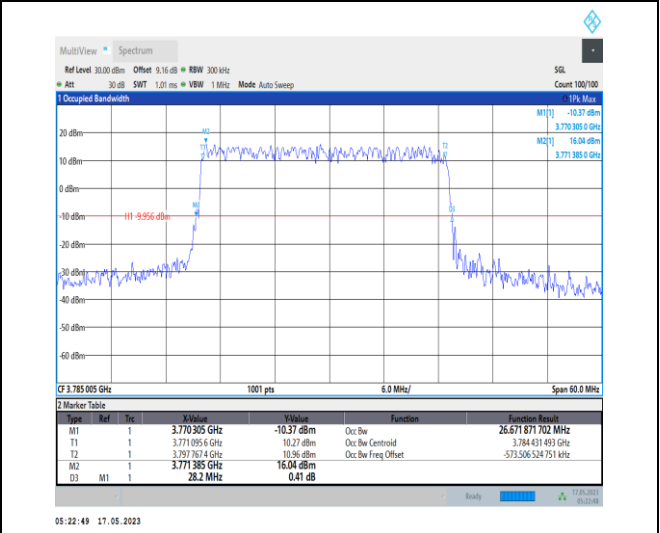 MultiView Spectrum
Ref Level 30.00 dBm Offset 9.16 dB RBW 300 kHz SGL
Att 30 dB SWT 1.01 ms VBW 1 MHz Mode Auto Sweep Count 100/100
1 Occupied Bandwidth 1Pk Max
M1[1] -10.37 dBm
3.770305 0 GHz
M2[1] 16.04 dBm
3.771 385 0 GHz
20 dBm
M2
T1
T2
10 dBm
0 dBm
M1
D3
-10 dBm
H1 -9.956 dBm
-20 dBm
-30 dBm
-40 dBm
-50 dBm
-60 dBm
CF 3.785 005 GHz 1001 pts 6.0 MHz/ Span 60.0 MHz
2 Marker Table
Type Ref Trc X-Value Y-Value Function Function Result
M1 1 3.770305 GHz -10.37 dBm Occ Bw 26.671 871 702 MHz
T1 1 3.771 095 6 GHz 10.27 dBm Occ Bw Centroid 3.784 431 493 GHz
T2 1 3.797 767 4 GHz 10.96 dBm Occ Bw Freq Offset -573.506 524 751 kHz
M2 1 3.771 385 GHz 16.04 dBm
D3 M1 1 28.2 MHz 0.41 dB
Ready 17.05.2023
05:22:48
05:22:49 17.05.2023